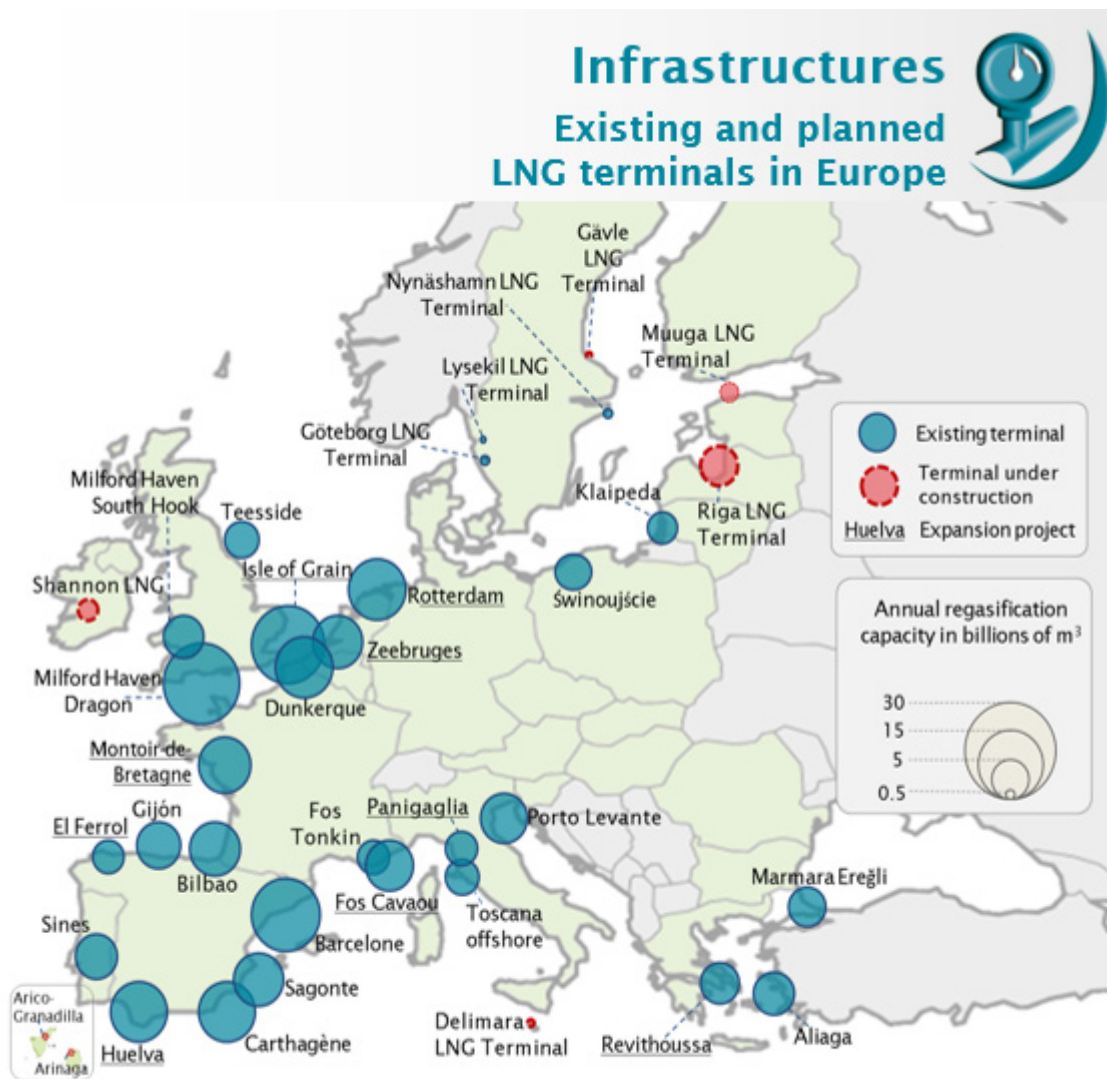 Infrastructures
Existing and planned
LNG terminals in Europe
Gävle
LNG
Terminal
Nynäshamn LNG
Terminal
Muuga LNG
Terminal
Lysekil LNG
Terminal
Göteborg LNG
Terminal
Milford Haven
South Hook
Teesside
Klaipeda
Riga LNG
Terminal
Isle of Grain
Shannon LNG
Rotterdam
Świnoujście
Zeebruges
Milford Haven
Dragon
Dunkerque
Montoir-de-
Bretagne
Gijón
El Ferrol
Bilbao
Fos
Tonkin
Panigaglia
Porto Levante
Fos Cavaou
Toscana
offshore
Marmara Ereğli
Barcelone
Sines
Sagonte
Arico-
Granadilla
Arinaga
Huelva
Carthagène
Delimara
LNG Terminal
Revithoussa
Aliaga
Existing terminal
Terminal under
construction
Huelva Expansion project
Annual regasification
capacity in billions of m³
30
15
5
0.5